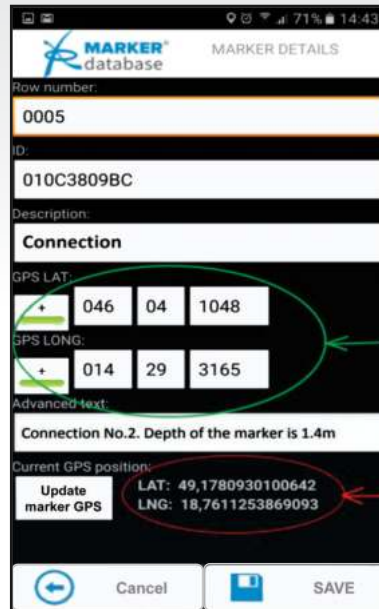 71% 14:43
MARKER® MARKER DETAILS
database
Row number:
0005
ID:
010C3809BC
Description:
Connection
GPS LAT:
+ 046 04 1048
GPS LONG:
+ 014 29 3165
Advanced text:
Connection No.2. Depth of the marker is 1.4m
Current GPS position:
Update marker GPS
LAT: 49,1780930100642
LNG: 18,7611253869093
Cancel SAVE